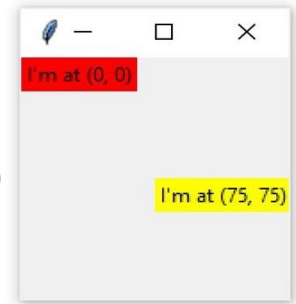 I'm at (0, 0)
I'm at (75, 75)